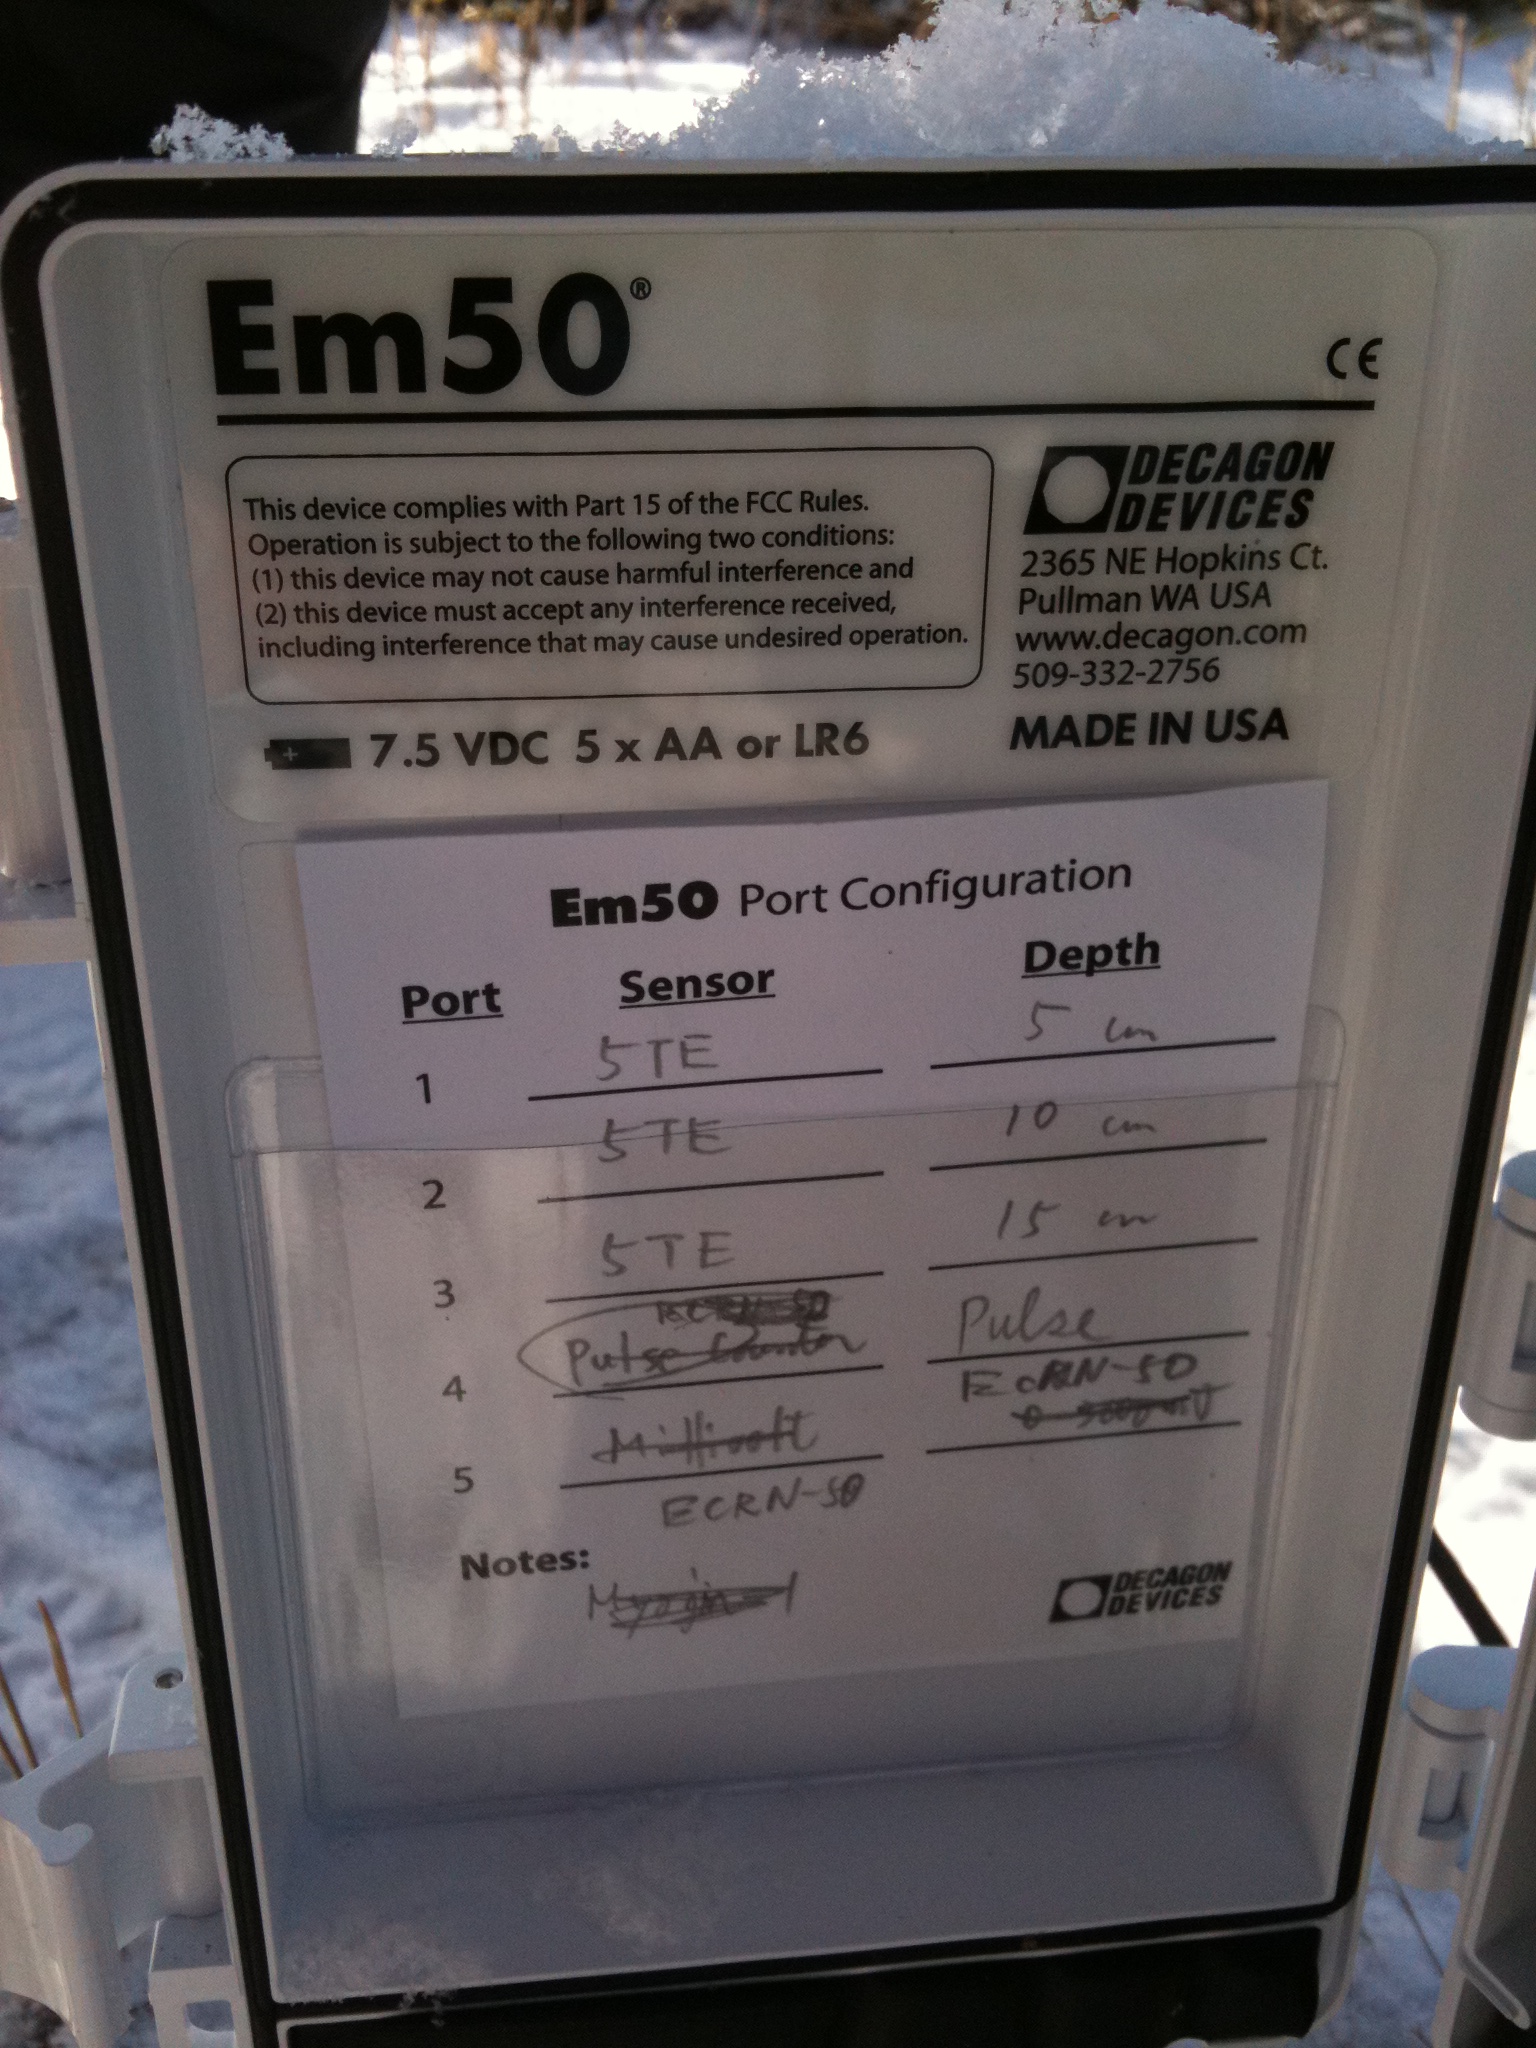 Em50®
CE
This device complies with Part 15 of the FCC Rules.
Operation is subject to the following two conditions:
(1) this device may not cause harmful interference and
(2) this device must accept any interference received,
including interference that may cause undesired operation.
7.5 VDC 5 x AA or LR6
DECAGON
DEVICES
2365 NE Hopkins Ct.
Pullman WA USA
www.decagon.com
509-332-2756
MADE IN USA
Em50 Port Configuration
Port Sensor Depth
1 5TE 5 cm
2 5TE 10 cm
3 5TE 15 cm
ECRN-50
4 Pulse Counter Pulse
ECRN-50
5 Millivolt
ECRN-50
Notes:
DECAGON
DEVICES